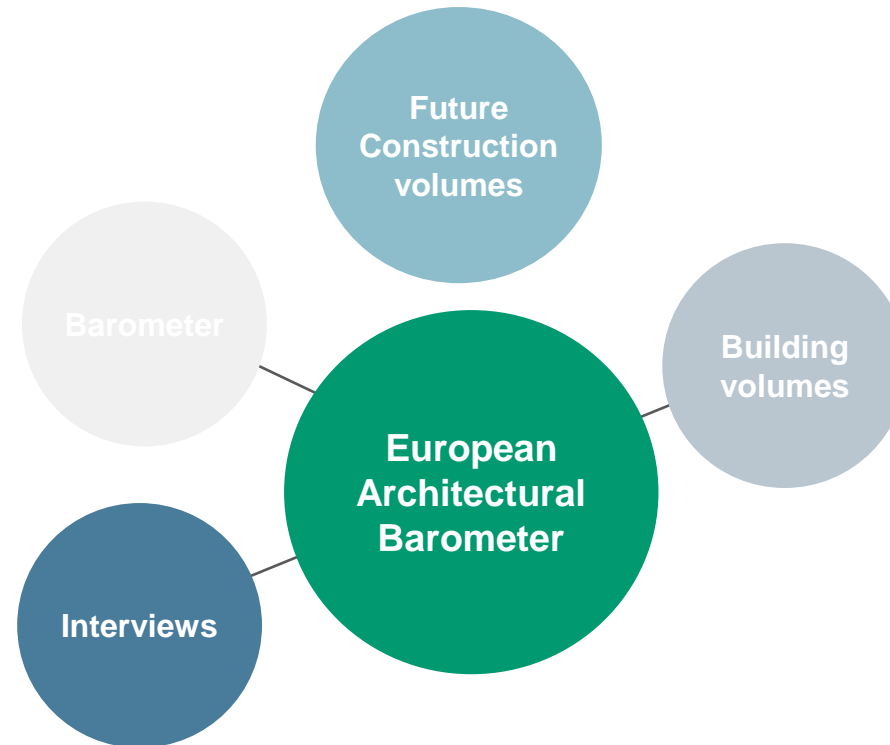 Future
Construction
volumes
Barometer
Building
volumes
European
Architectural
Barometer
Interviews